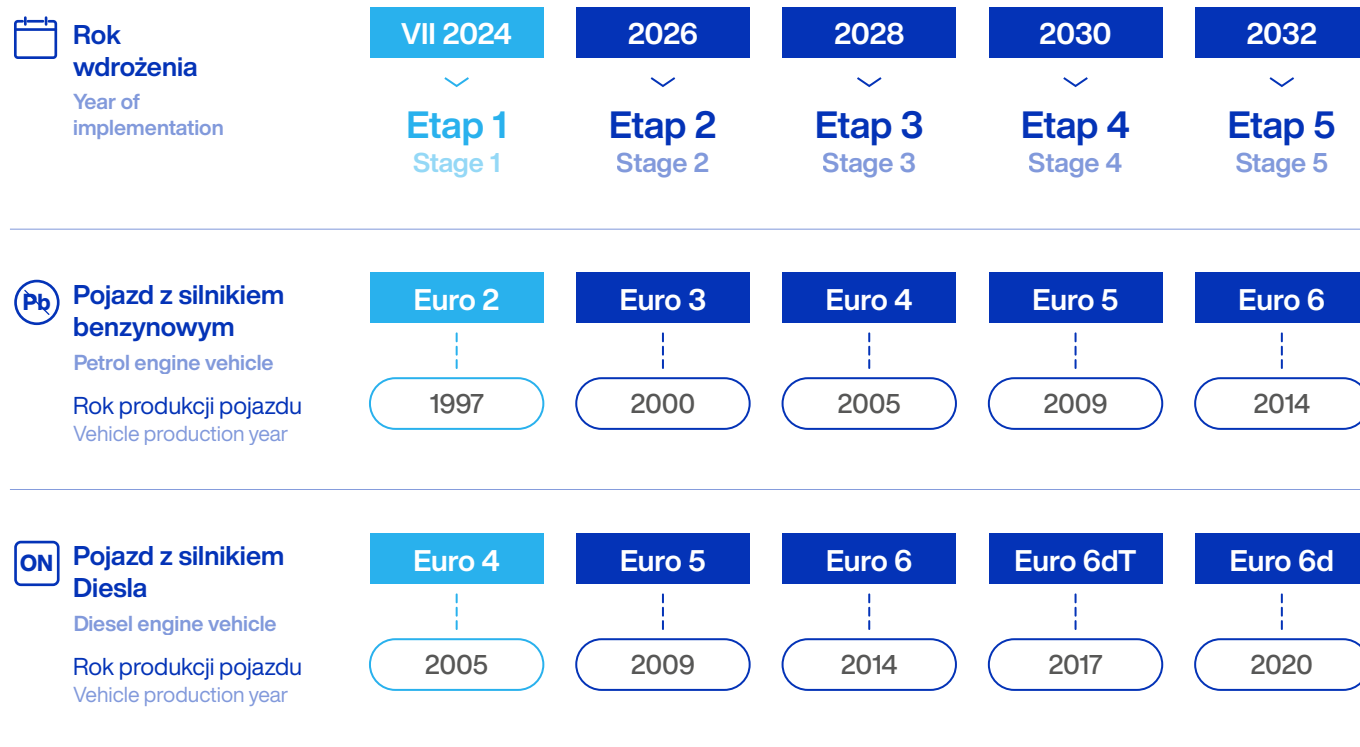 Rok
wdrożenia
Year of
implementation
VII 2024
2026
2028
2030
2032
Etap 1
Etap 2
Etap 3
Etap 4
Etap 5
Stage 1
Stage 2
Stage 3
Stage 4
Stage 5
Pb
Pojazd z silnikiem
benzynowym
Petrol engine vehicle
Rok produkcji pojazdu
Vehicle production year
Euro 2
Euro 3
Euro 4
Euro 5
Euro 6
1997
2000
2005
2009
2014
ON
Pojazd z silnikiem
Diesla
Diesel engine vehicle
Rok produkcji pojazdu
Vehicle production year
Euro 4
Euro 5
Euro 6
Euro 6dT
Euro 6d
2005
2009
2014
2017
2020